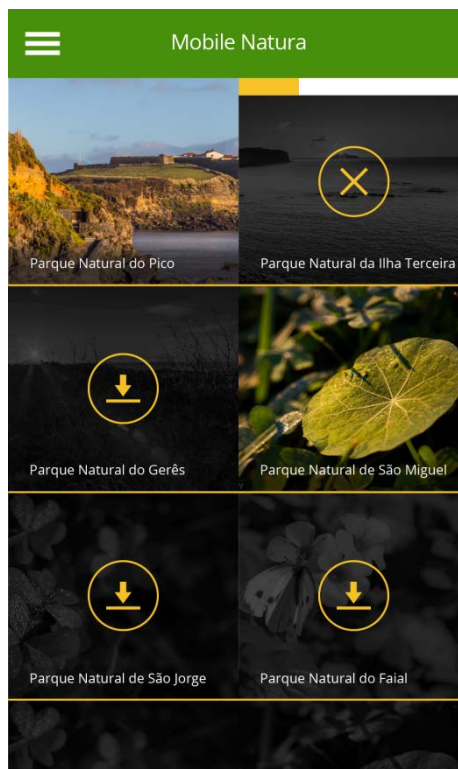 Mobile Natura
Parque Natural do Pico
Parque Natural da Ilha Terceira
Parque Natural do Gerês
Parque Natural de São Miguel
Parque Natural de São Jorge
Parque Natural do Faial